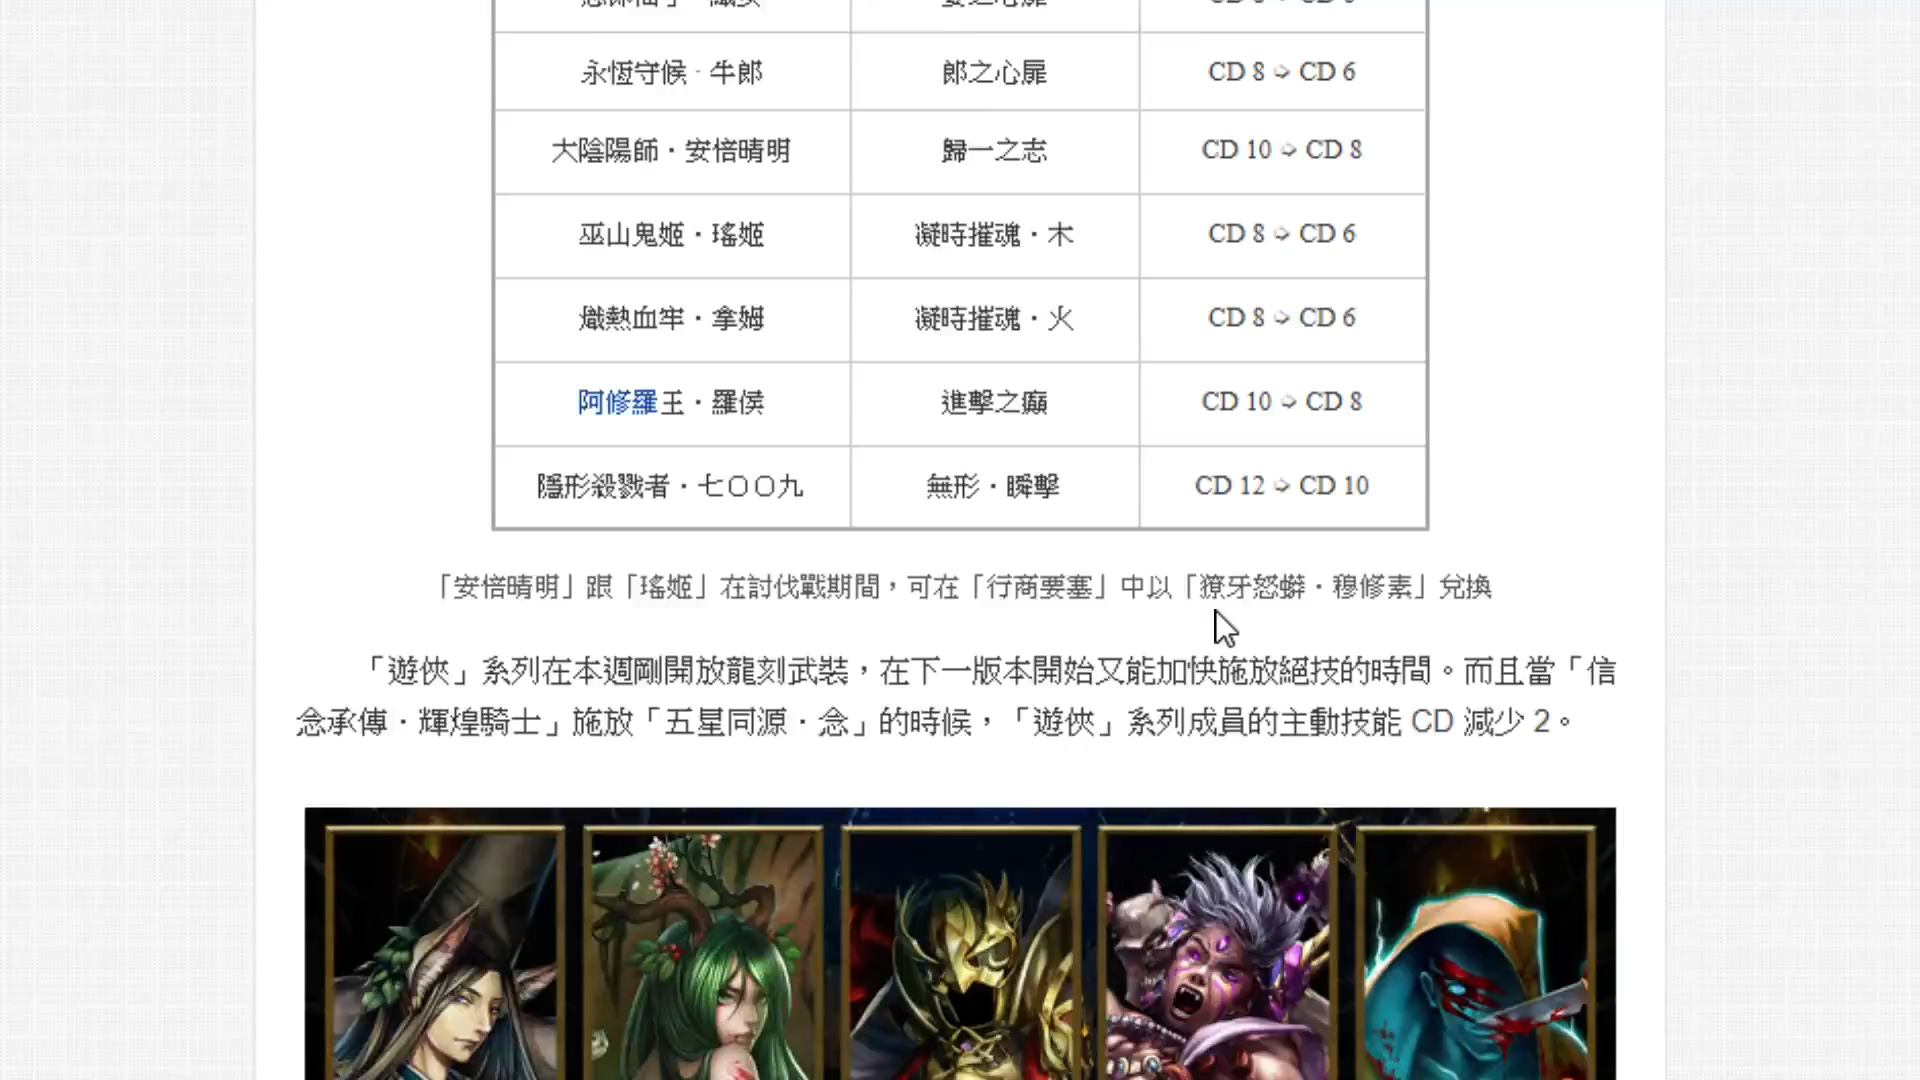 永恆守候 · 牛郎 郎之心扉 CD 8 ➭ CD 6
大陰陽師 · 安倍晴明 歸一之志 CD 10 ➭ CD 8
巫山鬼姬 · 瑤姬 凝時摧魂 · 木 CD 8 ➭ CD 6
熾熱血牢 · 拿姆 凝時摧魂 · 火 CD 8 ➭ CD 6
阿修羅王 · 羅侯 進擊之癲 CD 10 ➭ CD 8
隱形殺戮者 · 七〇〇九 無形 · 瞬擊 CD 12 ➭ CD 10
「安倍晴明」跟「瑤姬」在討伐戰期間，可在「行商要塞」中以「獠牙怒蟒 · 穆修素」兌換
「遊俠」系列在本週剛開放龍刻武裝，在下一版本開始又能加快施放絕技的時間。而且當「信
念承傳 · 輝煌騎士」施放「五星同源 · 念」的時候，「遊俠」系列成員的主動技能 CD 減少 2。